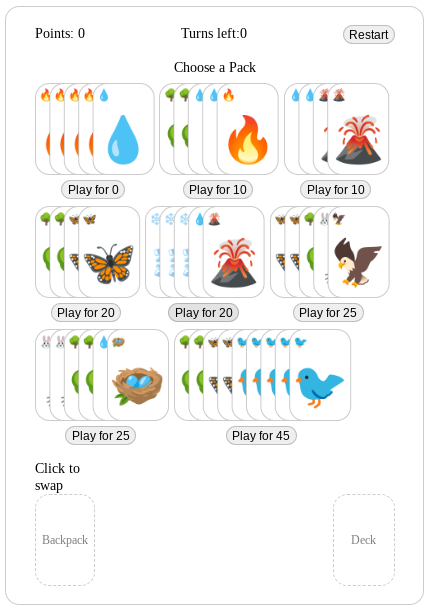 Points: 0
Turns left:0
Restart
Choose a Pack
Play for 0
Play for 10
Play for 10
Play for 20
Play for 20
Play for 25
Play for 25
Play for 45
Click to
swap
Backpack
Deck